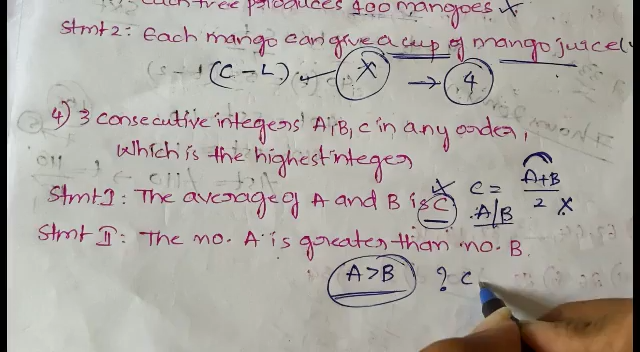 Each tree produces 400 mangoes X
Stmt 2: Each mango can give a cup of mango juice
(C-L) X → 4
4) 3 consecutive integers A, B, C in any order,
Which is the highest integer
Stmt I: The average of A and B is C X C = A+B / 2 X
A/B
Stmt II: The no. A is greater than no. B.
A>B ? C